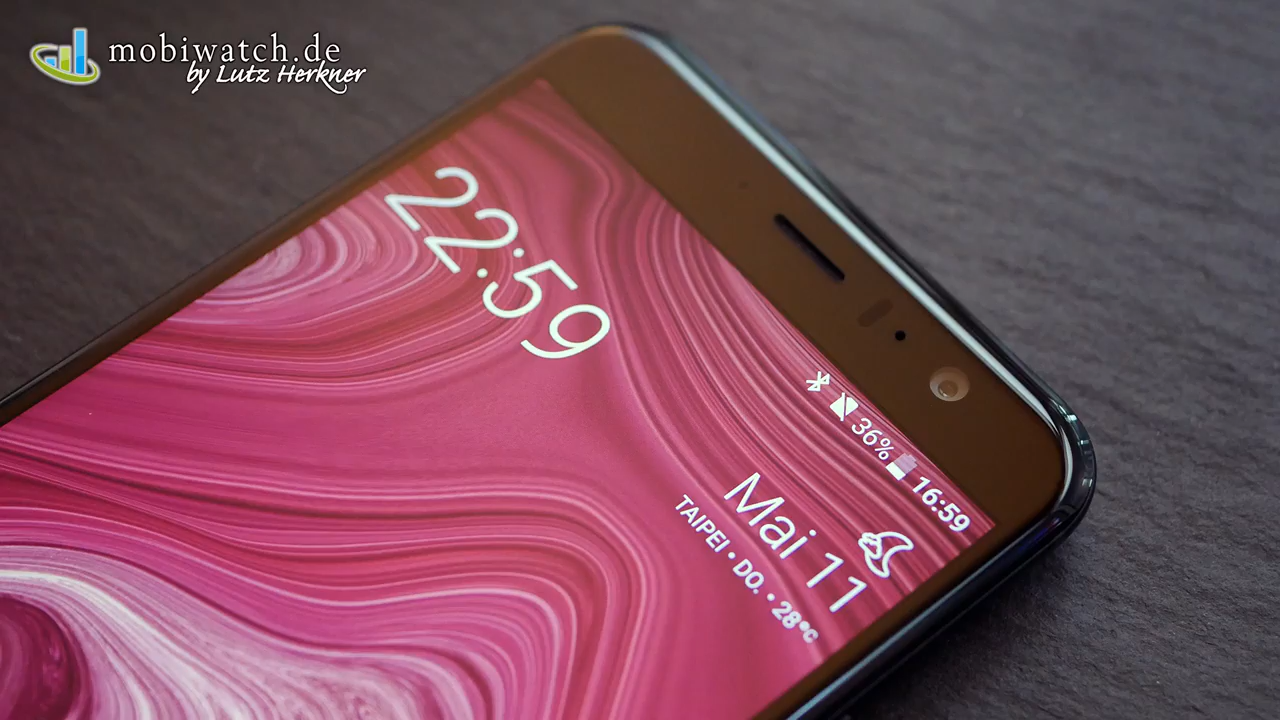 mobiwatch.de
by Lutz Herkner
22:59
36% 16:59
Mai 11
TAIPEI • DO. • 28°C